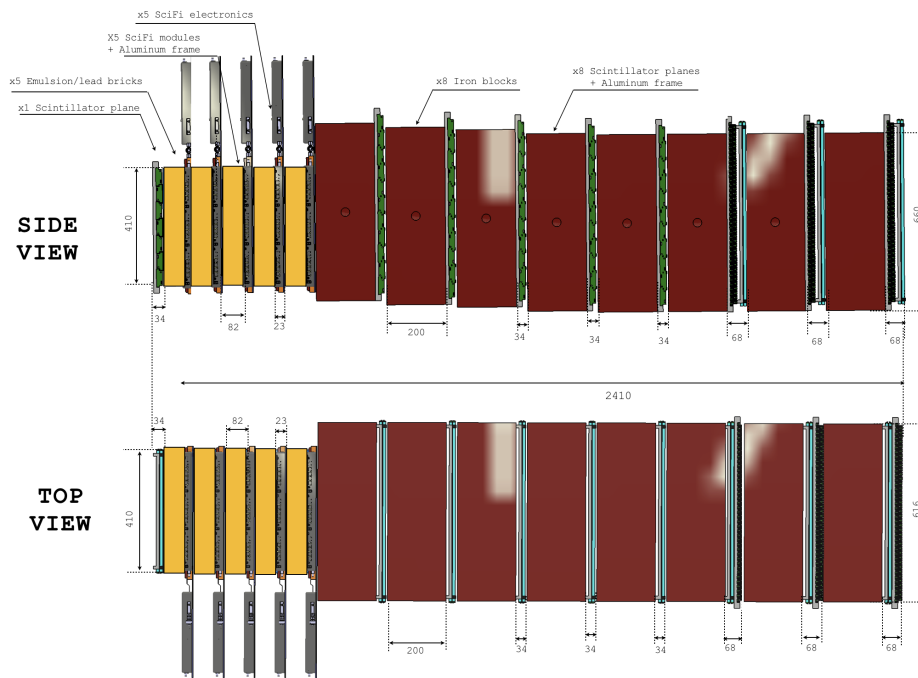 x5 SciFi electronics
X5 SciFi modules
+ Aluminum frame
x5 Emulsion/lead bricks
x1 Scintillator plane
x8 Iron blocks
x8 Scintillator planes
+ Aluminum frame
SIDE
VIEW
410
660
34
82
23
200
34
34
34
68
68
68
2410
34
82
23
TOP
VIEW
410
616
200
34
34
34
68
68
68